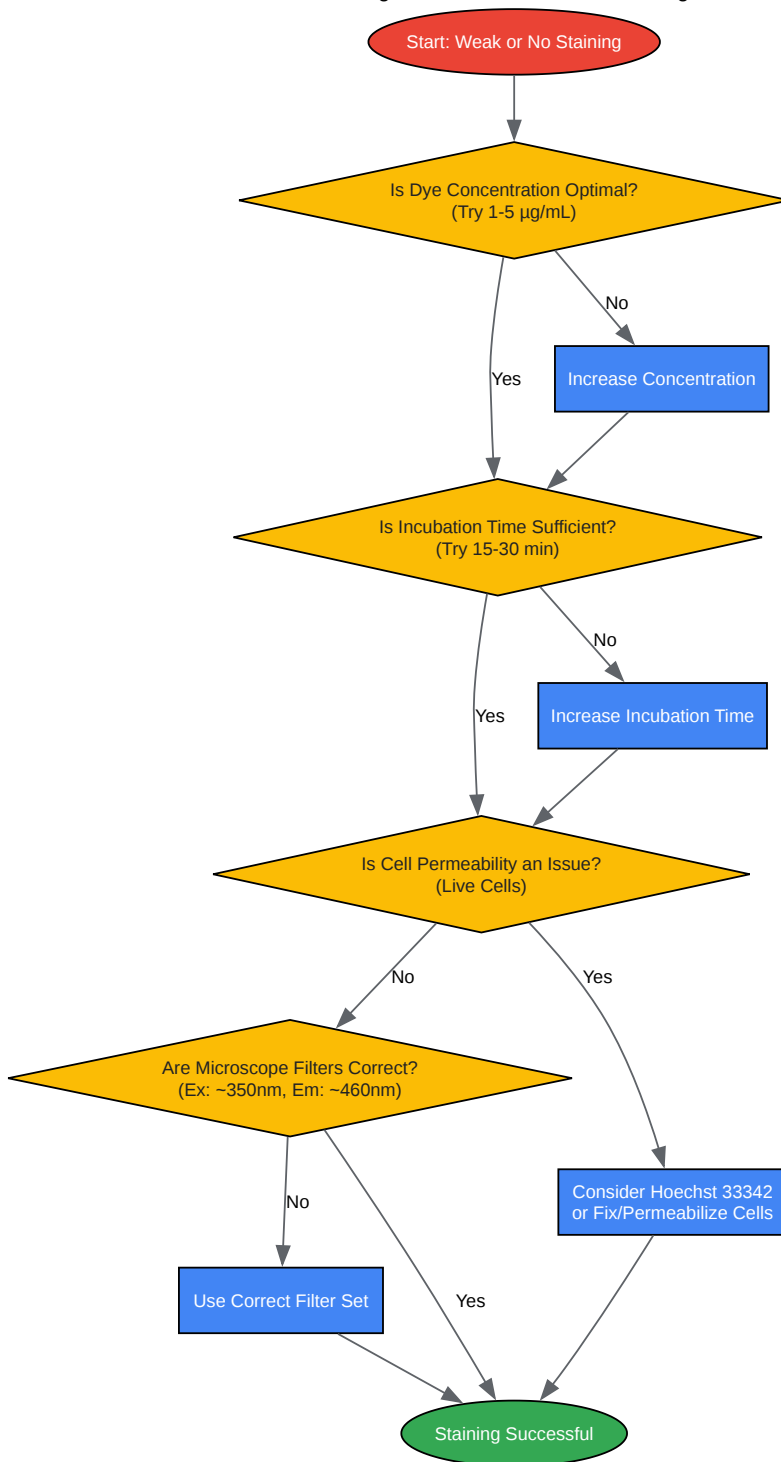 Start: Weak or No Staining
Is Dye Concentration Optimal?
(Try 1-5 µg/mL)
No
Yes
Increase Concentration
Is Incubation Time Sufficient?
(Try 15-30 min)
No
Yes
Increase Incubation Time
Is Cell Permeability an Issue?
(Live Cells)
No
Yes
Are Microscope Filters Correct?
(Ex: ~350nm, Em: ~460nm)
Consider Hoechst 33342
or Fix/Permeabilize Cells
No
Yes
Use Correct Filter Set
Staining Successful